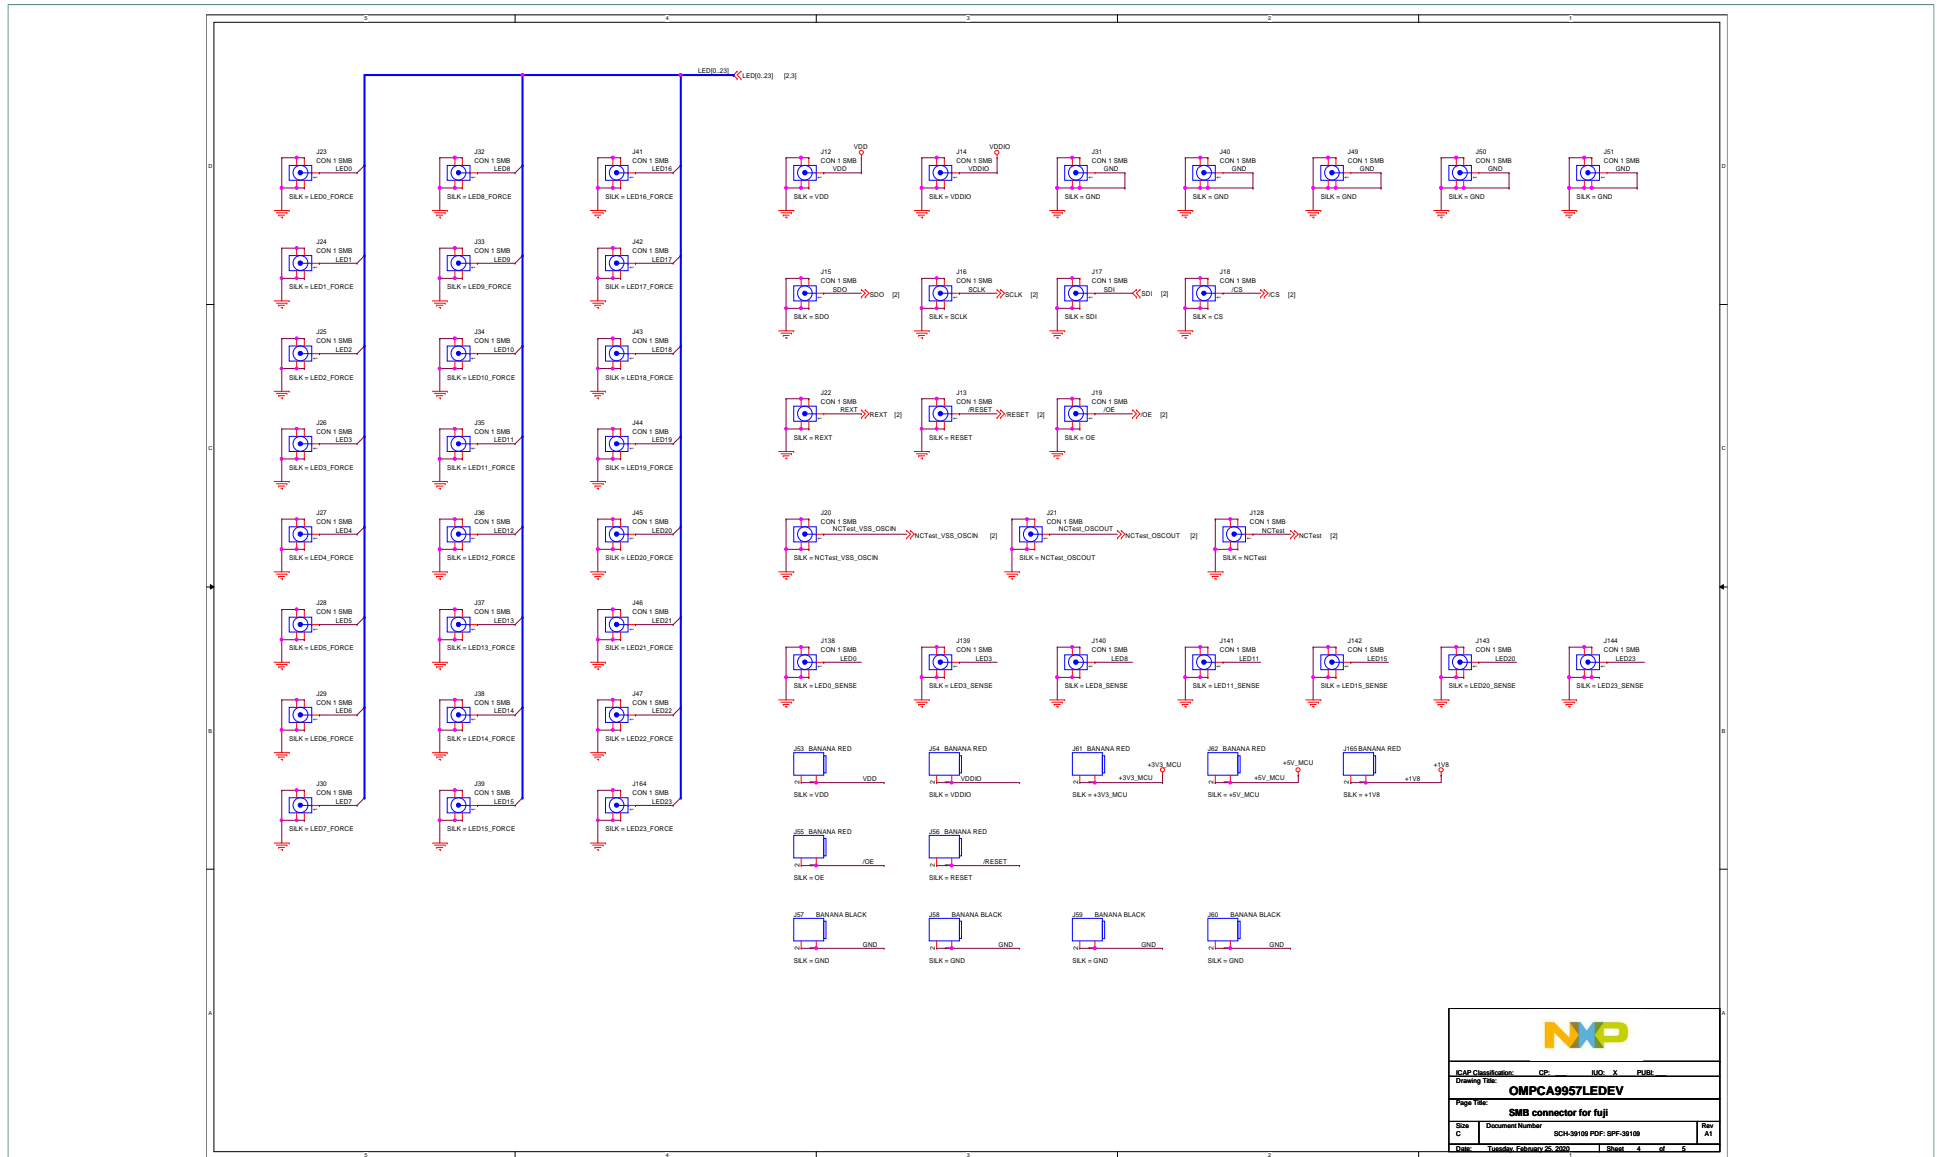 5 4 3 2 1
LED[0..23] LED[0..23] [2,3]
D D
J23
CON 1 SMB
LED0
SILK = LED0_FORCE
J32
CON 1 SMB
LED8
SILK = LED8_FORCE
J41
CON 1 SMB
LED16
SILK = LED16_FORCE
J12
CON 1 SMB
VDD
VDD
SILK = VDD
J14
CON 1 SMB
VDDIO
VDDIO
SILK = VDDIO
J31
CON 1 SMB
GND
SILK = GND
J40
CON 1 SMB
GND
SILK = GND
J49
CON 1 SMB
GND
SILK = GND
J50
CON 1 SMB
GND
SILK = GND
J51
CON 1 SMB
GND
SILK = GND
J24
CON 1 SMB
LED1
SILK = LED1_FORCE
J33
CON 1 SMB
LED9
SILK = LED9_FORCE
J42
CON 1 SMB
LED17
SILK = LED17_FORCE
J15
CON 1 SMB
SDO
SDO [2]
SILK = SDO
J16
CON 1 SMB
SCLK
SCLK [2]
SILK = SCLK
J17
CON 1 SMB
SDI
SDI [2]
SILK = SDI
J18
CON 1 SMB
/CS
/CS [2]
SILK = CS
J25
CON 1 SMB
LED2
SILK = LED2_FORCE
J34
CON 1 SMB
LED10
SILK = LED10_FORCE
J43
CON 1 SMB
LED18
SILK = LED18_FORCE
J22
CON 1 SMB
REXT
REXT [2]
SILK = REXT
J13
CON 1 SMB
/RESET
/RESET [2]
SILK = RESET
J19
CON 1 SMB
/OE
/OE [2]
SILK = OE
C C
J26
CON 1 SMB
LED3
SILK = LED3_FORCE
J35
CON 1 SMB
LED11
SILK = LED11_FORCE
J44
CON 1 SMB
LED19
SILK = LED19_FORCE
J27
CON 1 SMB
LED4
SILK = LED4_FORCE
J36
CON 1 SMB
LED12
SILK = LED12_FORCE
J45
CON 1 SMB
LED20
SILK = LED20_FORCE
J20
CON 1 SMB
NCTest_VSS_OSCIN
NCTest_VSS_OSCIN [2]
SILK = NCTest_VSS_OSCIN
J21
CON 1 SMB
NCTest_OSCOUT
NCTest_OSCOUT [2]
SILK = NCTest_OSCOUT
J128
CON 1 SMB
NCTest
NCTest [2]
SILK = NCTest
J28
CON 1 SMB
LED5
SILK = LED5_FORCE
J37
CON 1 SMB
LED13
SILK = LED13_FORCE
J46
CON 1 SMB
LED21
SILK = LED21_FORCE
J138
CON 1 SMB
LED0
SILK = LED0_SENSE
J139
CON 1 SMB
LED3
SILK = LED3_SENSE
J140
CON 1 SMB
LED8
SILK = LED8_SENSE
J141
CON 1 SMB
LED11
SILK = LED11_SENSE
J142
CON 1 SMB
LED15
SILK = LED15_SENSE
J143
CON 1 SMB
LED20
SILK = LED20_SENSE
J144
CON 1 SMB
LED23
SILK = LED23_SENSE
J29
CON 1 SMB
LED6
SILK = LED6_FORCE
J38
CON 1 SMB
LED14
SILK = LED14_FORCE
J47
CON 1 SMB
LED22
SILK = LED22_FORCE
B B
J53 BANANA RED
2
VDD
SILK = VDD
J54 BANANA RED
2
VDDIO
SILK = VDDIO
J61 BANANA RED
+3V3_MCU
2
+3V3_MCU
SILK = +3V3_MCU
J62 BANANA RED
+5V_MCU
2
+5V_MCU
SILK = +5V_MCU
J165 BANANA RED
+1V8
2
+1V8
SILK = +1V8
J30
CON 1 SMB
LED7
SILK = LED7_FORCE
J39
CON 1 SMB
LED15
SILK = LED15_FORCE
J164
CON 1 SMB
LED23
SILK = LED23_FORCE
J55 BANANA RED
2
/OE
SILK = OE
J56 BANANA RED
2
/RESET
SILK = RESET
J57 BANANA BLACK
2
GND
SILK = GND
J58 BANANA BLACK
2
GND
SILK = GND
J59 BANANA BLACK
2
GND
SILK = GND
J60 BANANA BLACK
2
GND
SILK = GND
A A
NXP
ICAP Classification: CP: ___ IUO: X PUBI: ___
Drawing Title:
OMPCA9957LEDEV
Page Title:
SMB connector for fuji
Size Document Number Rev
C SCH-39109 PDF: SPF-39109 A1
Date: Tuesday, February 25, 2020 Sheet 4 of 5
5 4 3 2 1